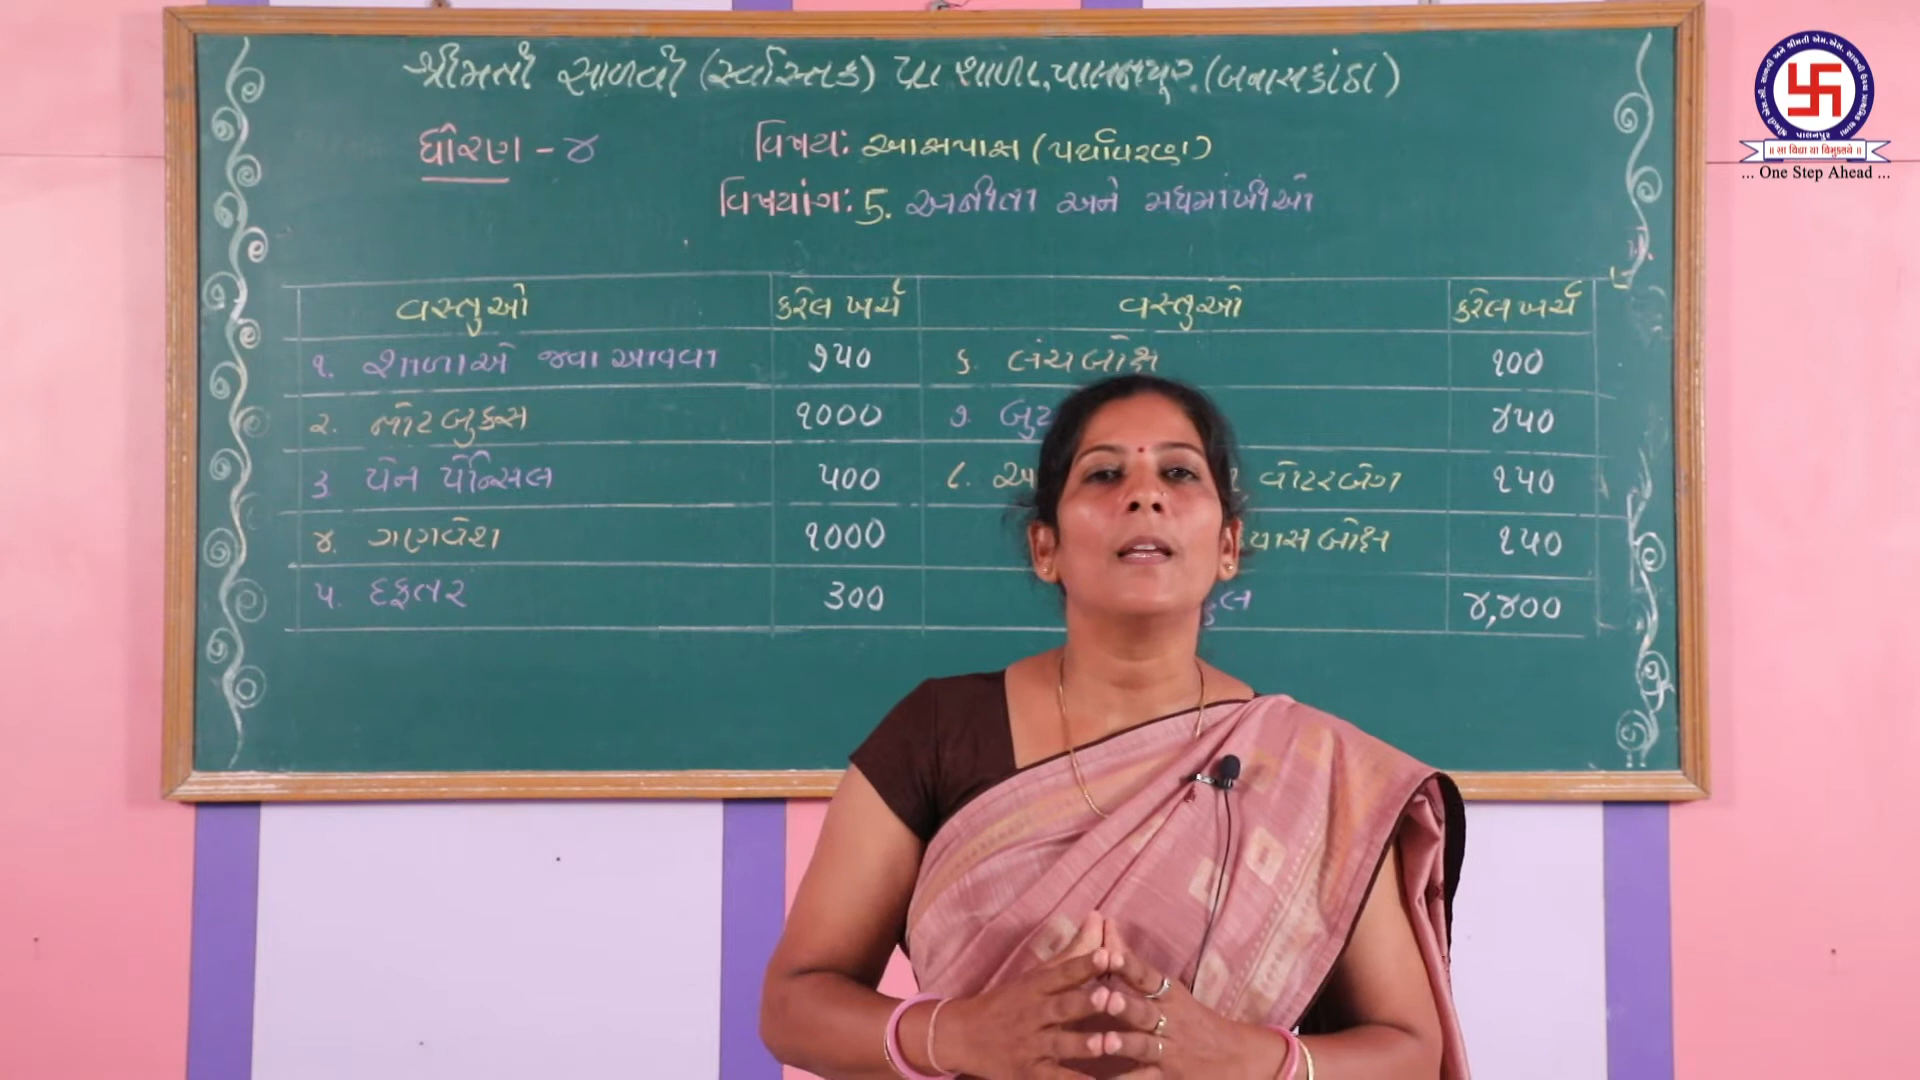 શ્રીમતી સાળવી (સ્વસ્તિક) પ્રા શાળા, પાલનપુર. (બનાસકાંઠા)
ધોરણ - ૪ વિષય: આસપાસ (પર્યાવરણ)
વિષયાંગ: 5. અનીતા અને મધમાખીઓ
વસ્તુઓ કરેલ ખર્ચ વસ્તુઓ કરેલ ખર્ચ
૧. શાળાએ જવા આવવા ૭૫૦ ૬. લંચબોક્ષ ૧૦૦
૨. નોટબુક્સ ૧૦૦૦ ૭. બુટ ૪૫૦
૩ પેન પેન્સિલ ૫૦૦ ૮. વોટરબેગ ૧૫૦
૪. ગણવેશ ૧૦૦૦ પાસ બોક્ષ ૧૫૦
૫. દફતર ૩૦૦ કુલ ૪,૪૦૦
પાલનપુર
॥ સા વિદ્યા યા વિમુક્તયે ॥
... One Step Ahead ...